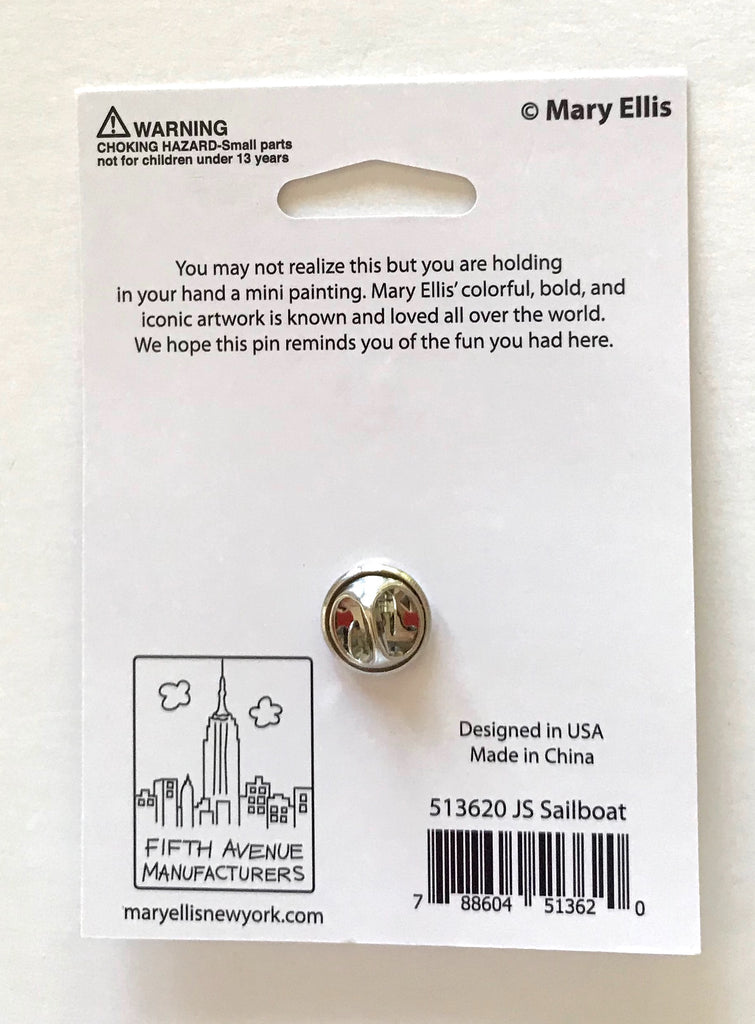 WARNING
CHOKING HAZARD-Small parts
not for children under 13 years
© Mary Ellis
You may not realize this but you are holding
in your hand a mini painting. Mary Ellis' colorful, bold, and
iconic artwork is known and loved all over the world.
We hope this pin reminds you of the fun you had here.
FIFTH AVENUE
MANUFACTURERS
maryellisnewyork.com
Designed in USA
Made in China
513620 JS Sailboat
7 88604 51362 0